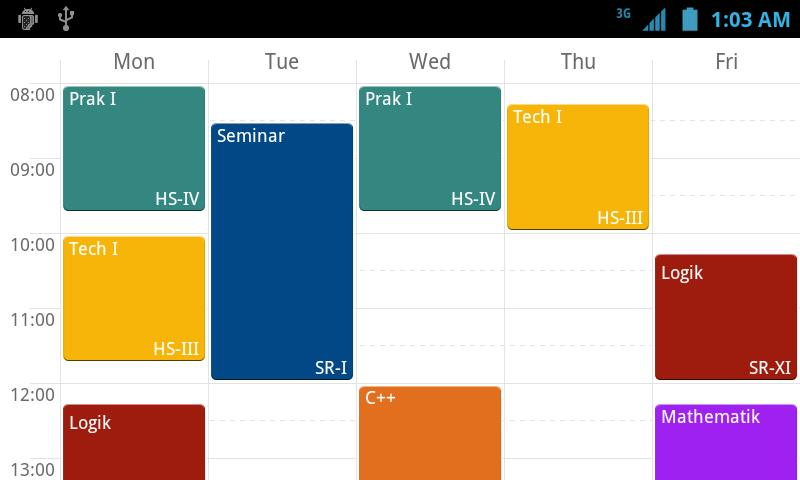 3G 1:03 AM
Mon Tue Wed Thu Fri
08:00
Prak I
HS-IV
Seminar
SR-I
Prak I
HS-IV
Tech I
HS-III
09:00
10:00
Tech I
HS-III
Logik
SR-XI
11:00
12:00
Logik
C++
Mathematik
13:00